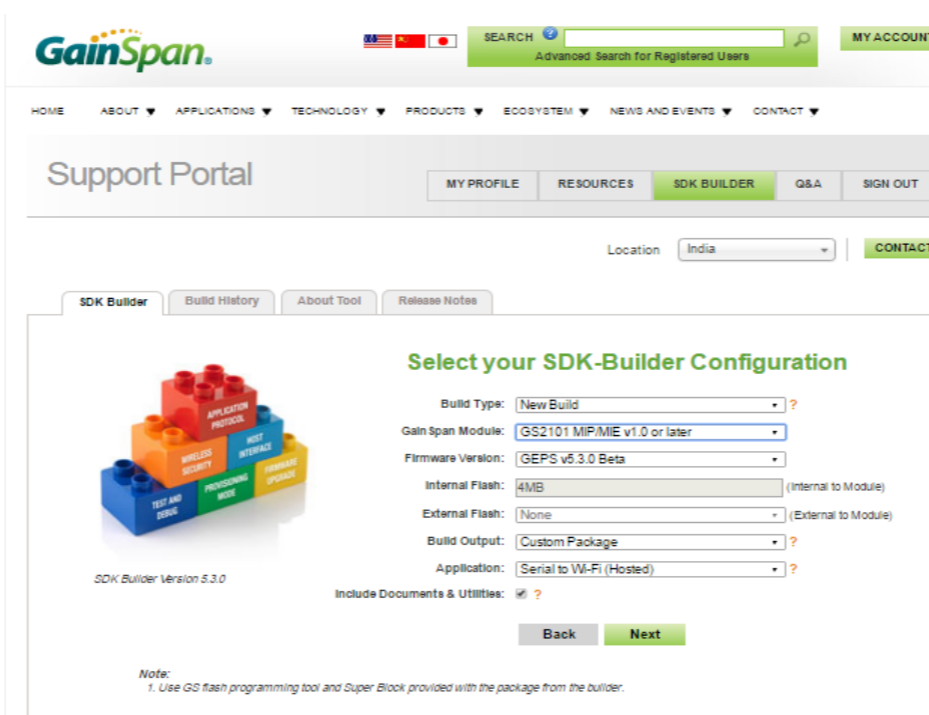 GainSpan®
SEARCH ?
Advanced Search for Registered Users
MY ACCOUNT
HOME ABOUT ▼ APPLICATIONS ▼ TECHNOLOGY ▼ PRODUCTS ▼ ECOSYSTEM ▼ NEWS AND EVENTS ▼ CONTACT ▼
Support Portal
MY PROFILE RESOURCES SDK BUILDER Q&A SIGN OUT
Location India
CONTACT
SDK Builder Build History About Tool Release Notes
Select your SDK-Builder Configuration
APPLICATION
PROTOCOL
WIRELESS
SECURITY
HOST
INTERFACE
TEST AND
DEBUG
PROVISIONING
MODE
FIRMWARE
UPGRADE
SDK Builder Version 5.3.0
Build Type: New Build ?
GainSpan Module: GS2101 MIP/MIE v1.0 or later
Firmware Version: GEPS v5.3.0 Beta
Internal Flash: 4MB (Internal to Module)
External Flash: None (External to Module)
Build Output: Custom Package ?
Application: Serial to Wi-Fi (Hosted) ?
Include Documents & Utilities: ?
Back Next
Note:
1. Use GS flash programming tool and Super Block provided with the package from the builder.